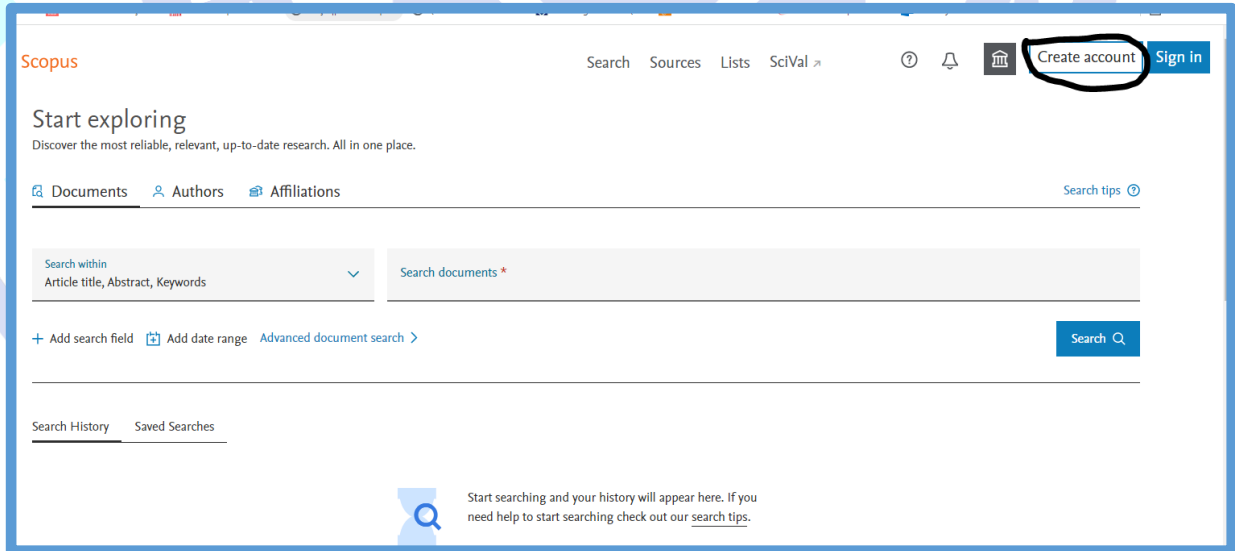 Scopus
Search Sources Lists SciVal
Create account
Sign in
Start exploring
Discover the most reliable, relevant, up-to-date research. All in one place.
Documents Authors Affiliations
Search tips
Search within
Article title, Abstract, Keywords
Search documents *
Add search field Add date range Advanced document search
Search
Search History Saved Searches
Start searching and your history will appear here. If you
need help to start searching check out our search tips.